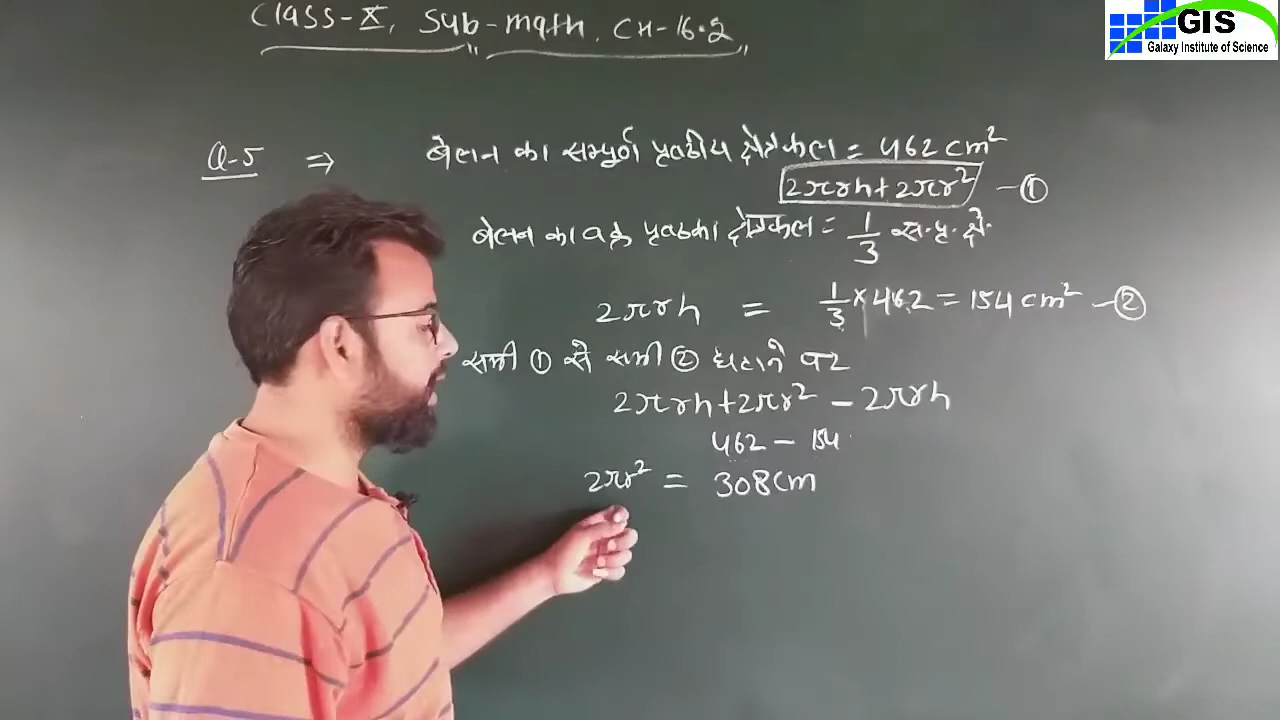 Class-X, Sub-math, CH-16.2
GIS
Galaxy Institute of Science
Q-5 ⇒ बेलन का सम्पुर्ण पृष्ठीय क्षेत्रफल = 462 cm²
2πrh + 2πr² — ①
बेलन का वक्र पृष्ठ का क्षेत्रफल = 1/3 स॰पृ॰क्षे॰
2πrh = 1/3 × 462 = 154 cm² — ②
समी ① से समी ② घटाने पर
2πrh + 2πr² − 2πrh
462 − 154
2πr² = 308 cm